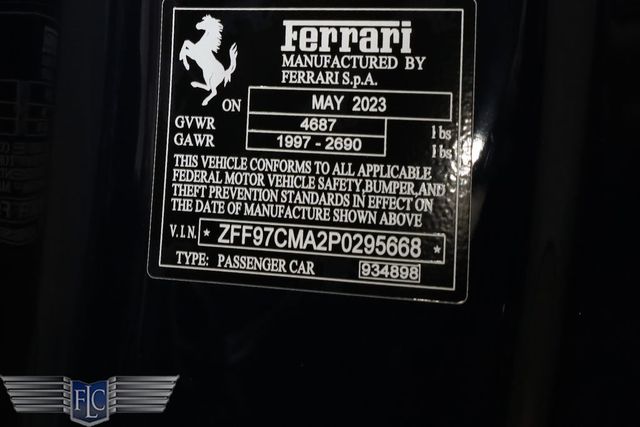 Ferrari
MANUFACTURED BY
FERRARI S.p.A.
ON MAY 2023
GVWR 4687 lbs
GAWR 1997 - 2690 lbs
THIS VEHICLE CONFORMS TO ALL APPLICABLE
FEDERAL MOTOR VEHICLE SAFETY,BUMPER,AND
THEFT PREVENTION STANDARDS IN EFFECT ON
THE DATE OF MANUFACTURE SHOWN ABOVE
V.I.N. * ZFF97CMA2P0295668 *
TYPE: PASSENGER CAR 934898
FLC